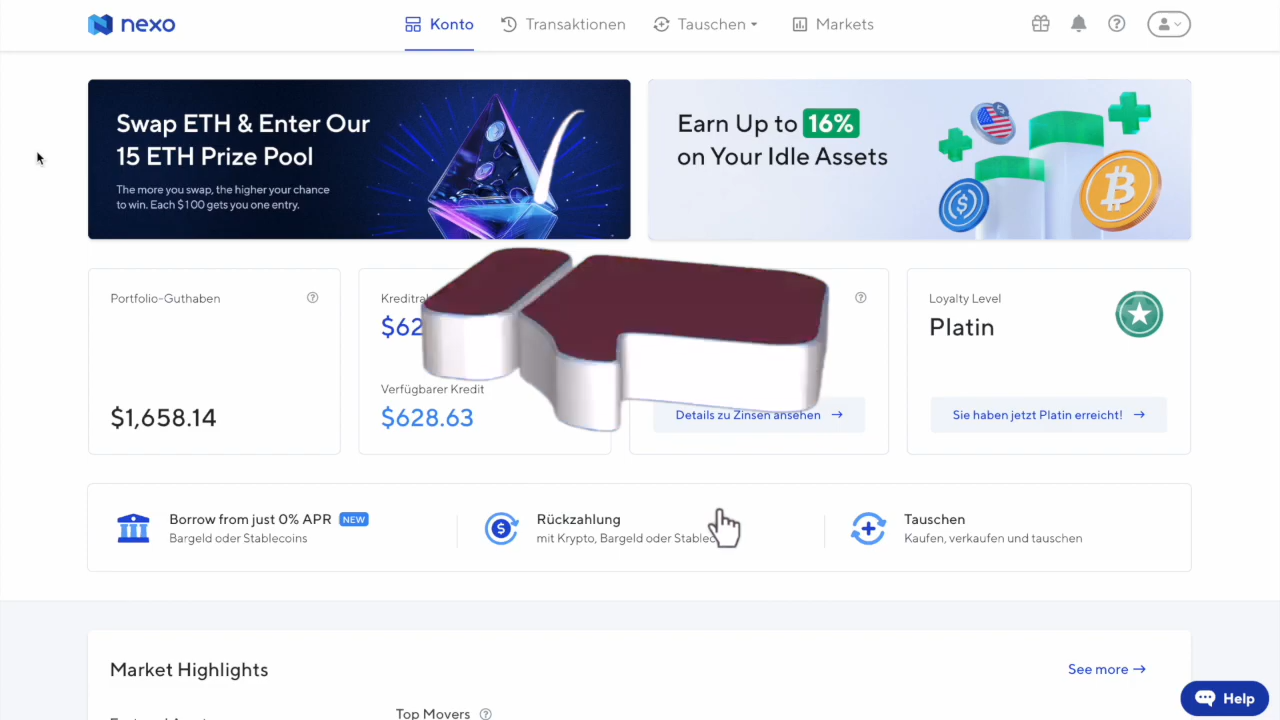 nexo
Konto
Transaktionen
Tauschen
Markets
Swap ETH & Enter Our
15 ETH Prize Pool
The more you swap, the higher your chance
to win. Each $100 gets you one entry.
Earn Up to 16%
on Your Idle Assets
Portfolio-Guthaben
$1,658.14
Verfügbarer Kredit
$628.63
Details zu Zinsen ansehen
Loyalty Level
Platin
Sie haben jetzt Platin erreicht!
Borrow from just 0% APR NEW
Bargeld oder Stablecoins
Rückzahlung
mit Krypto, Bargeld oder
Tauschen
Kaufen, verkaufen und tauschen
Market Highlights
See more
Top Movers
Help